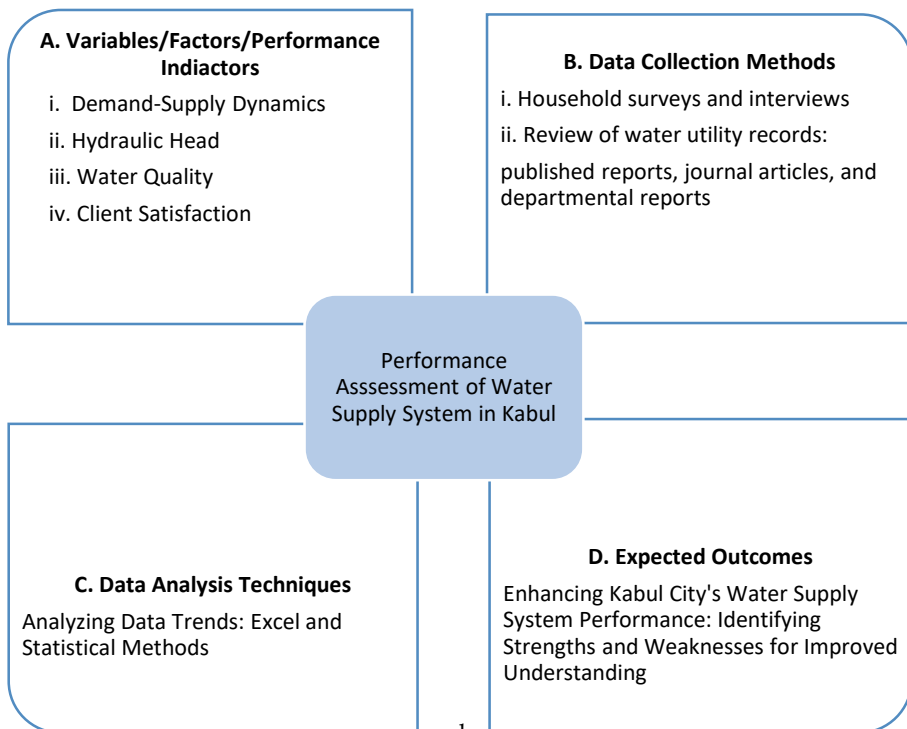 A. Variables/Factors/Performance
Indiactors
i. Demand-Supply Dynamics
ii. Hydraulic Head
iii. Water Quality
iv. Client Satisfaction
B. Data Collection Methods
i. Household surveys and interviews
ii. Review of water utility records:
published reports, journal articles, and
departmental reports
Performance
Asssessment of Water
Supply System in Kabul
C. Data Analysis Techniques
Analyzing Data Trends: Excel and
Statistical Methods
D. Expected Outcomes
Enhancing Kabul City's Water Supply
System Performance: Identifying
Strengths and Weaknesses for Improved
Understanding